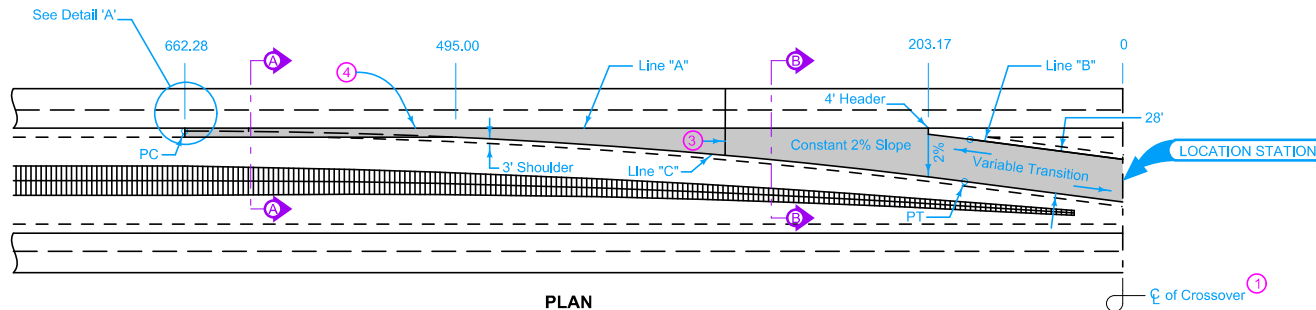 See Detail 'A'
662.28
495.00
203.17
0
A
B
4
Line "A"
Line "B"
4' Header
28'
3
Constant 2% Slope
2%
LOCATION STATION
PC
3' Shoulder
LIne "C"
Variable Transition
A
B
PT
PLAN
℄ of Crossover
1